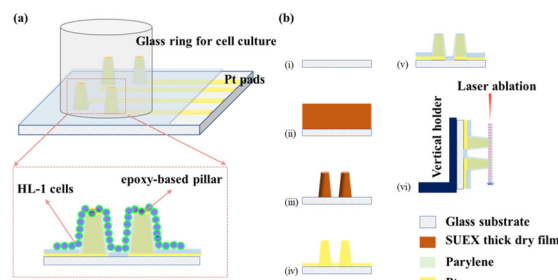 (a)
Glass ring for cell culture
Pt pads
HL-1 cells
epoxy-based pillar
(b)
(i)
(ii)
(iii)
(iv)
(v)
Laser ablation
Vertical holder
(vi)
Glass substrate
SUEX thick dry film
Parylene